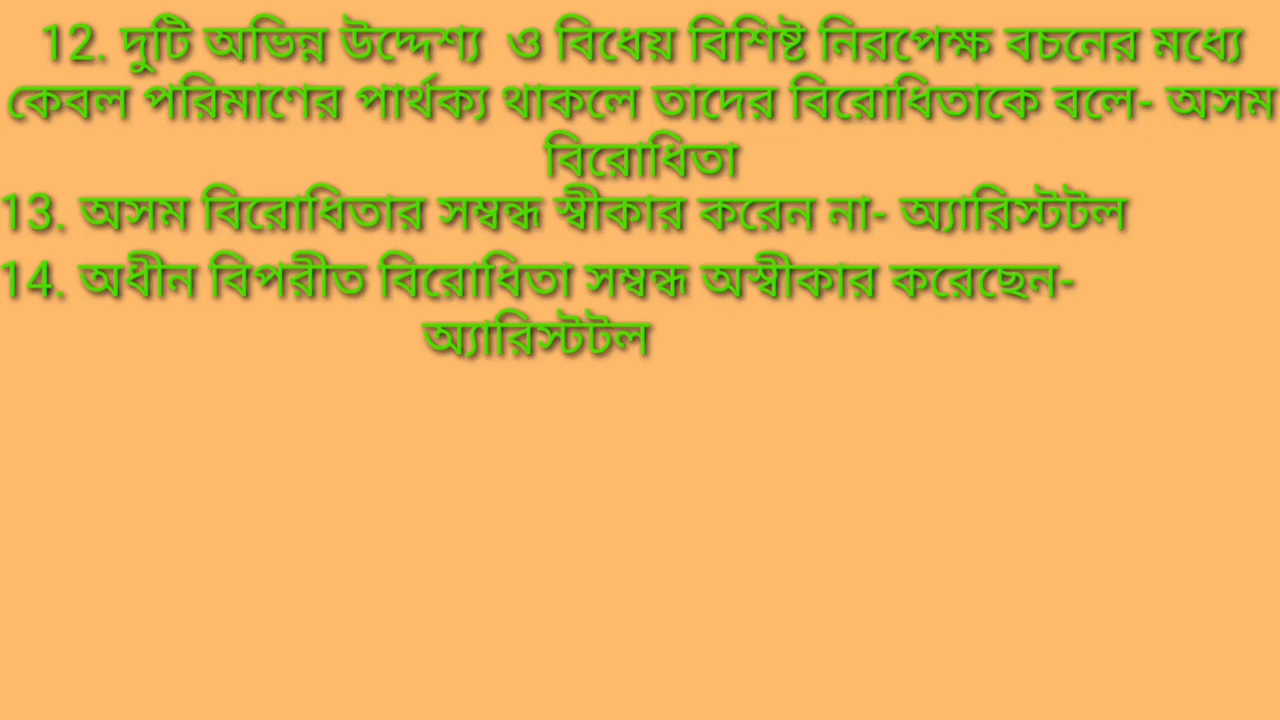 12. দুটি অভিন্ন উদ্দেশ্য ও বিধেয় বিশিষ্ট নিরপেক্ষ বচনের মধ্যে
কেবল পরিমাণের পার্থক্য থাকলে তাদের বিরোধিতাকে বলে- অসম
বিরোধিতা
13. অসম বিরোধিতার সম্বন্ধ স্বীকার করেন না- অ্যারিস্টটল
14. অধীন বিপরীত বিরোধিতা সম্বন্ধ অস্বীকার করেছেন-
অ্যারিস্টটল